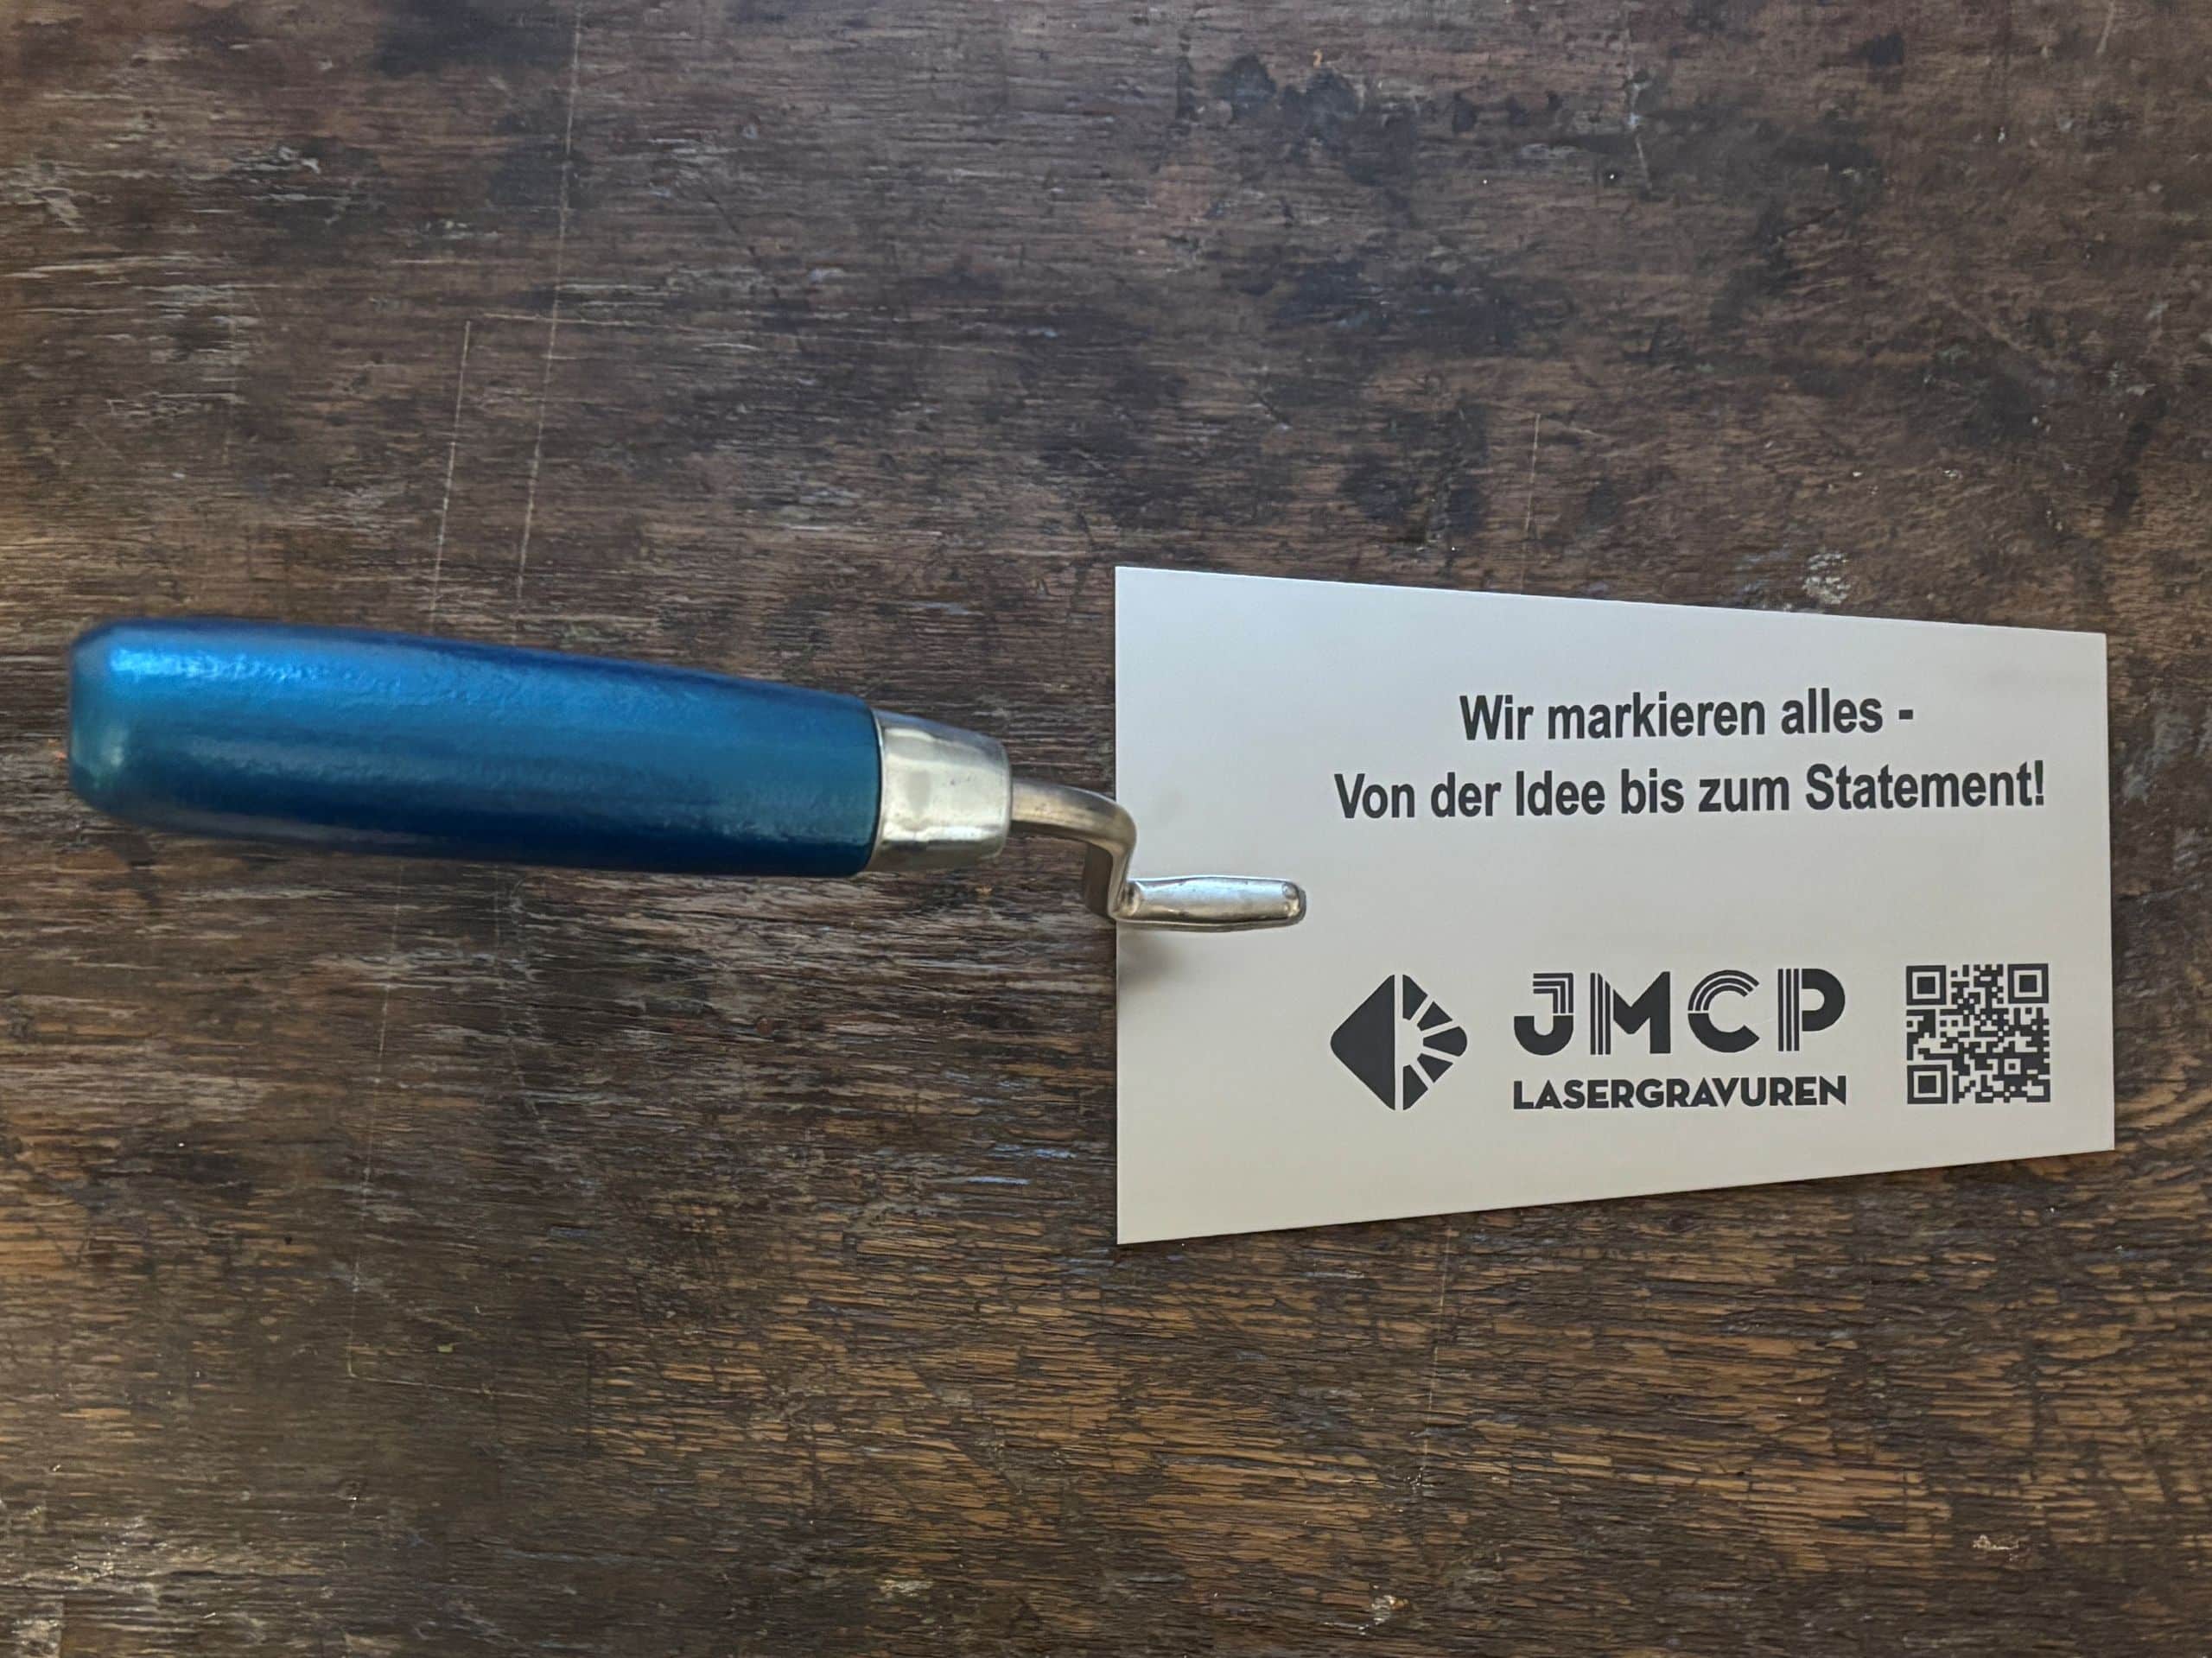 Wir markieren alles -
Von der Idee bis zum Statement!
JMCP
LASERGRAVUREN